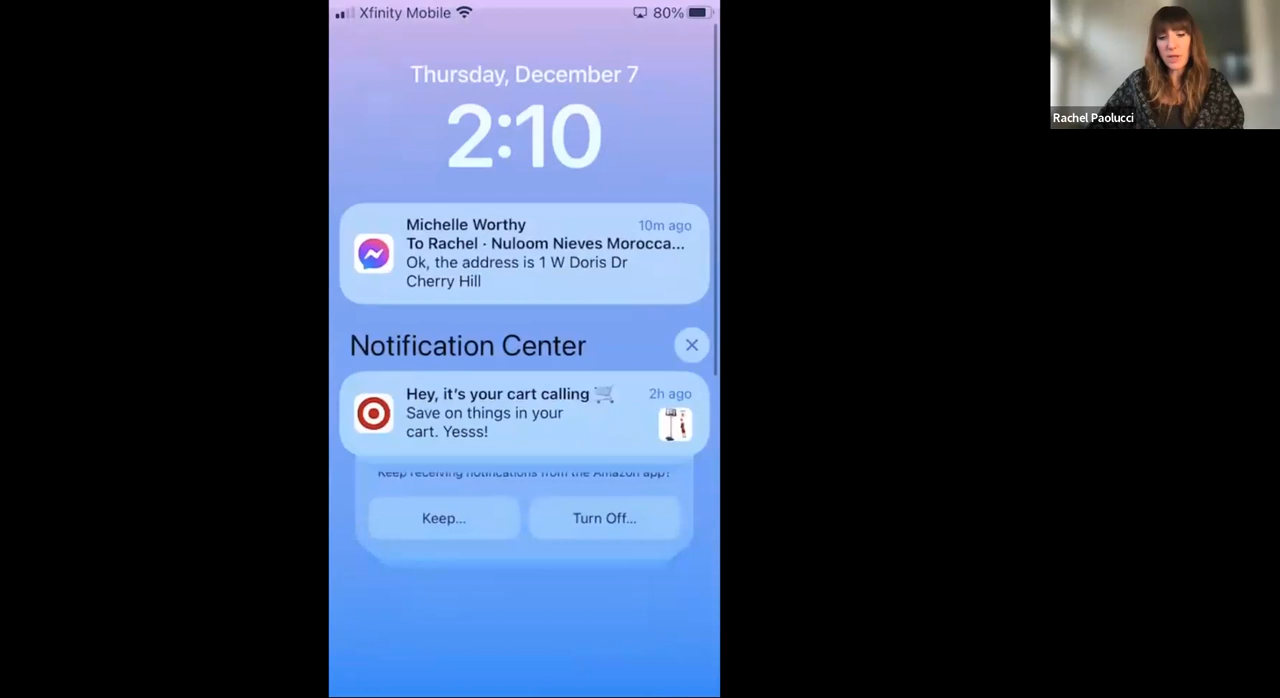 Xfinity Mobile
80%
Thursday, December 7
2:10
Michelle Worthy
10m ago
To Rachel · Nuloom Nieves Morocca...
Ok, the address is 1 W Doris Dr
Cherry Hill
Notification Center
Hey, it's your cart calling
2h ago
Save on things in your
cart. Yesss!
Keep receiving notifications from the Amazon app?
Keep...
Turn Off...
Rachel Paolucci